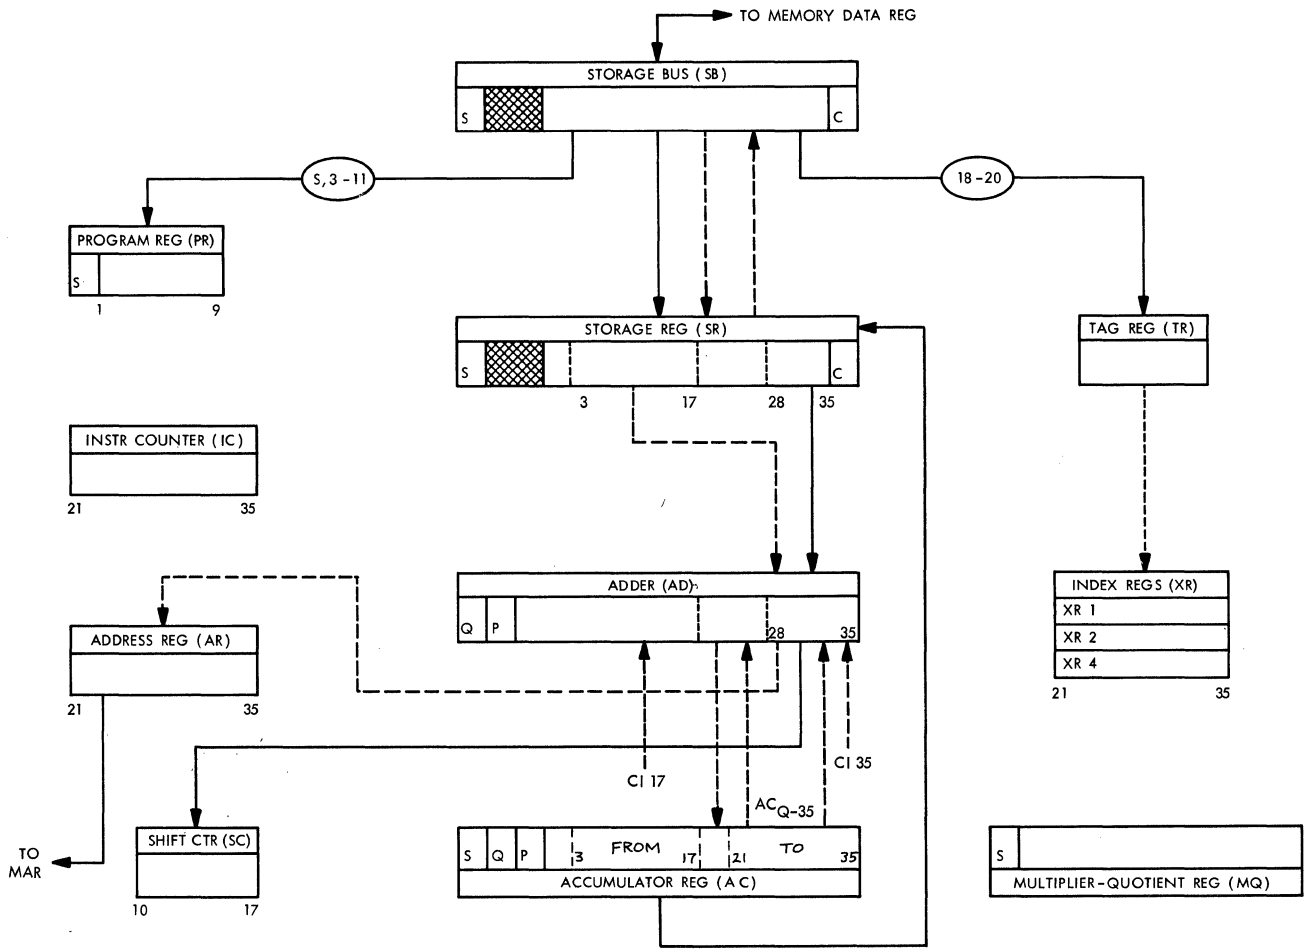 TO MEMORY DATA REG
STORAGE BUS (SB)
S
C
S, 3-11
18-20
PROGRAM REG (PR)
S
1 9
STORAGE REG (SR)
S
C
3 17 28 35
TAG REG (TR)
INSTR COUNTER (IC)
21 35
ADDER (AD)
Q P
28 35
INDEX REGS (XR)
XR 1
XR 2
XR 4
21 35
ADDRESS REG (AR)
21 35
CI 17
CI 35
AC Q-35
SHIFT CTR (SC)
10 17
TO
MAR
S Q P 3 FROM 17 21 TO 35
ACCUMULATOR REG (AC)
S
MULTIPLIER-QUOTIENT REG (MQ)